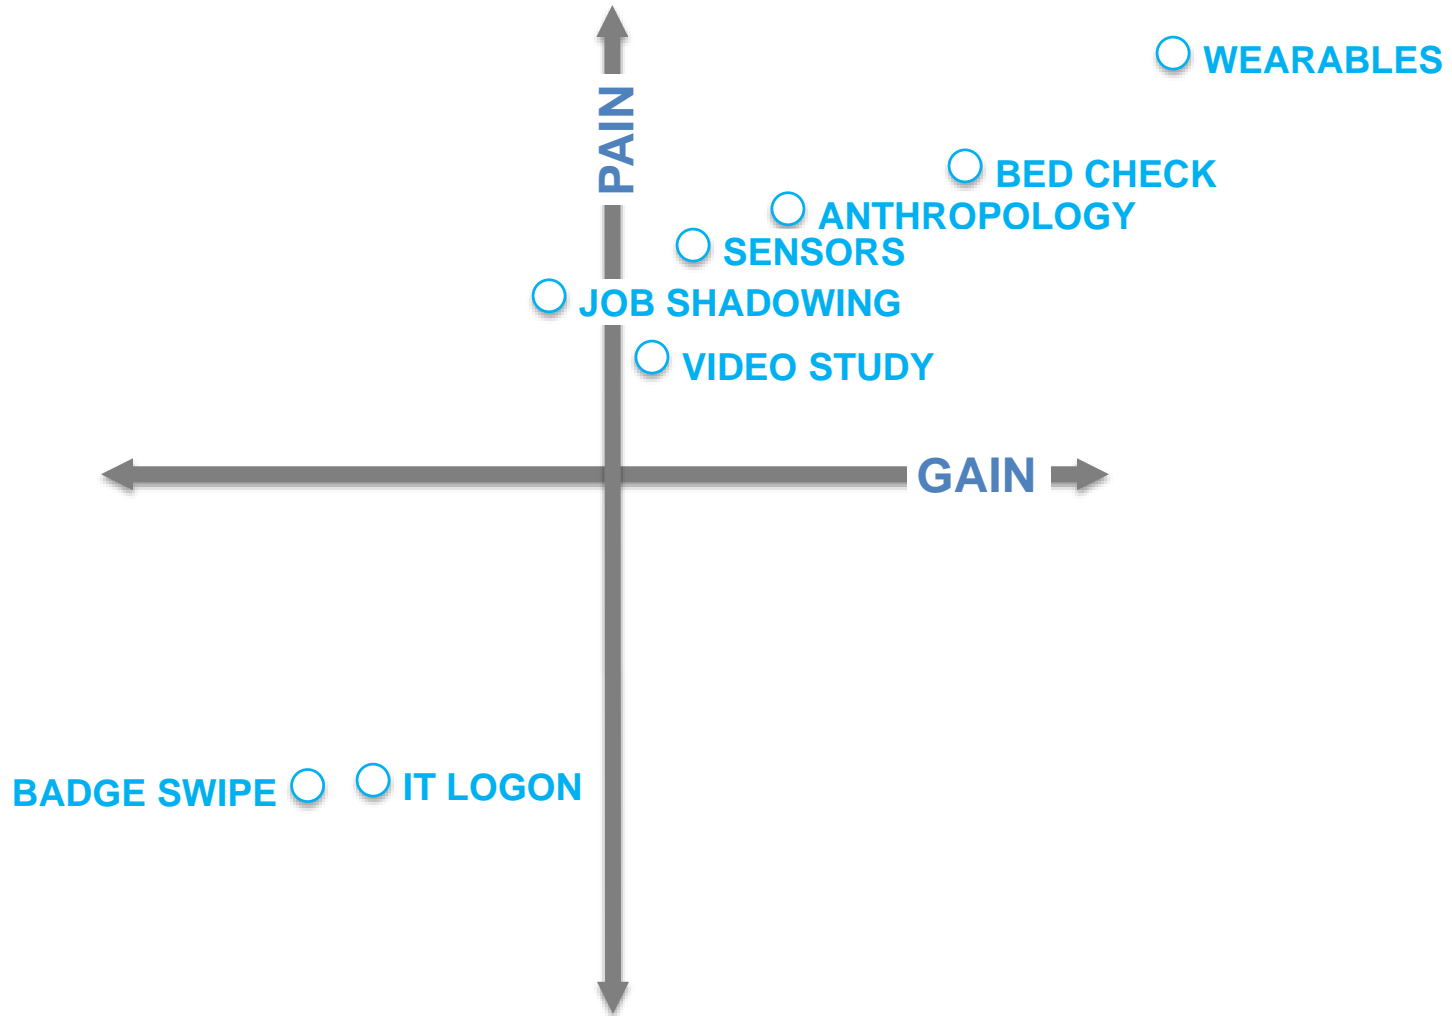 WEARABLES
PAIN
BED CHECK
ANTHROPOLOGY
SENSORS
JOB SHADOWING
VIDEO STUDY
GAIN
BADGE SWIPE
IT LOGON